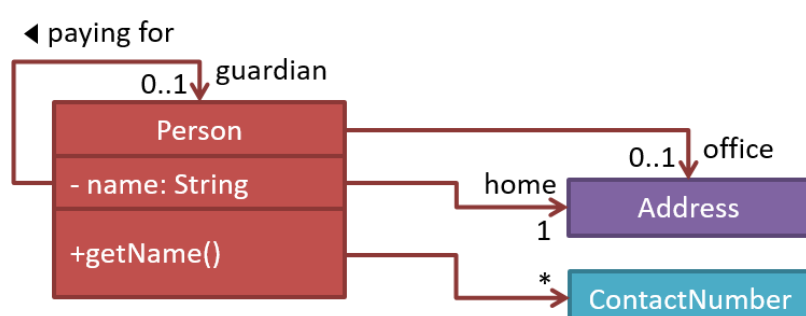 ◀ paying for
0..1 guardian
Person
- name: String
+getName()
0..1 office
home
1
Address
*
ContactNumber